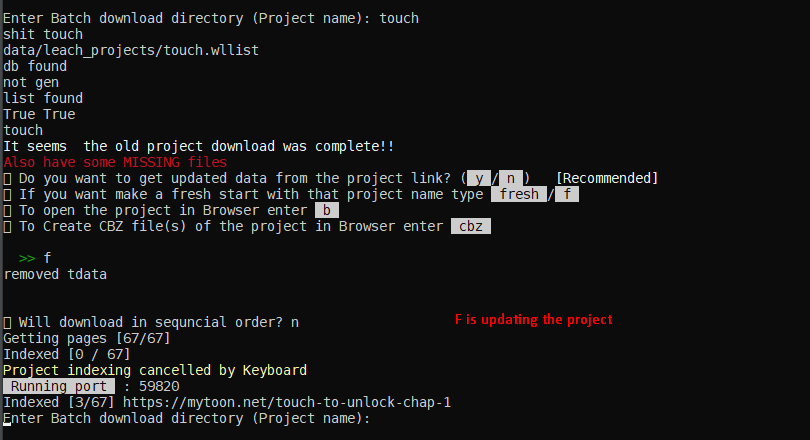 Enter Batch download directory (Project name): touch
shit touch
data/leach_projects/touch.wllist
db found
not gen
list found
True True
touch
It seems  the old project download was complete!!
Also have some MISSING files
▯ Do you want to get updated data from the project link? ( y / n )   [Recommended]
▯ If you want make a fresh start with that project name type  fresh / f
▯ To open the project in Browser enter  b
▯ To Create CBZ file(s) of the project in Browser enter  cbz
>> f
removed tdata
▯ Will download in sequncial order? n
F is updating the project
Getting pages [67/67]
Indexed [0 / 67]
Project indexing cancelled by Keyboard
Running port  : 59820
Indexed [3/67] https://mytoon.net/touch-to-unlock-chap-1
Enter Batch download directory (Project name):